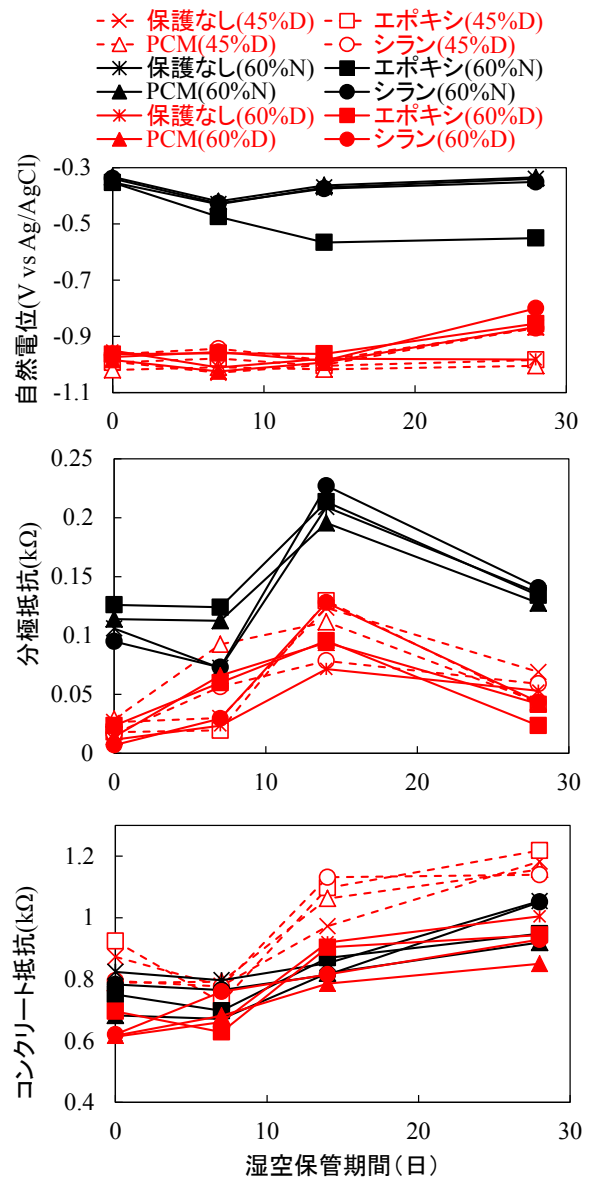 保護なし(45%D) エポキシ(45%D)
PCM(45%D) シラン(45%D)
保護なし(60%N) エポキシ(60%N)
PCM(60%N) シラン(60%N)
保護なし(60%D) エポキシ(60%D)
PCM(60%D) シラン(60%D)
自然電位(V vs Ag/AgCl)
-0.3
-0.5
-0.7
-0.9
-1.1
0 10 20 30
分極抵抗(kΩ)
0.25
0.2
0.15
0.1
0.05
0
0 10 20 30
コンクリート抵抗(kΩ)
1.2
1
0.8
0.6
0.4
0 10 20 30
湿空保管期間(日)